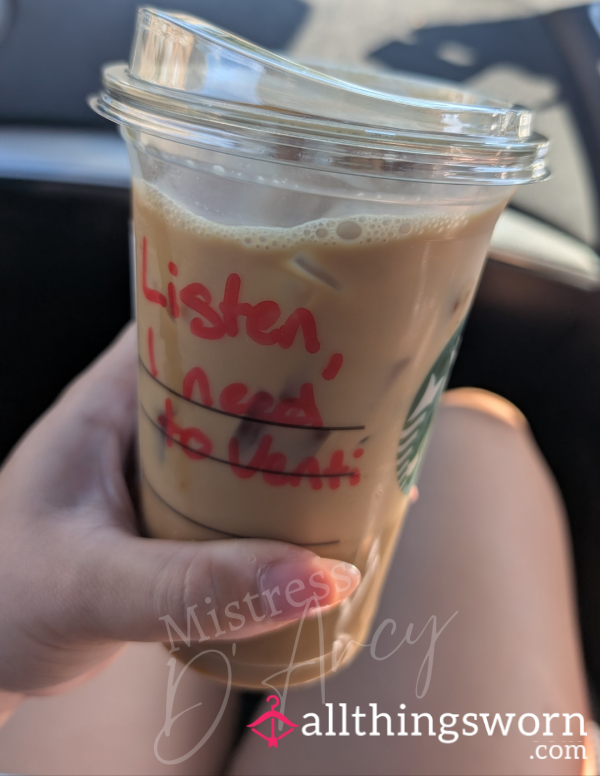 Listen,
I need
to Venti
Mistress
D'Arcy
allthingsworn
.com